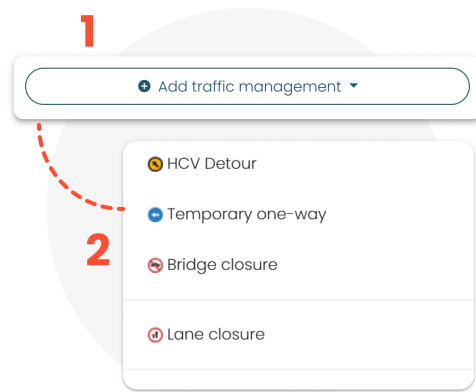 1
Add traffic management
HCV Detour
Temporary one-way
2
Bridge closure
Lane closure